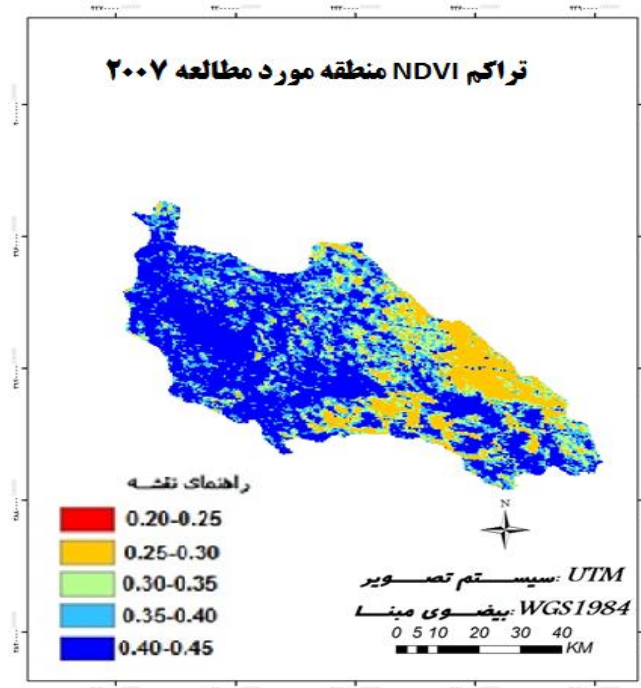 تراکم NDVI منطقه مورد مطالعه ۲۰۰۷
راهنمای نقشه
0.20-0.25
0.25-0.30
0.30-0.35
0.35-0.40
0.40-0.45
N
سیستم تصویر: UTM
بیضوی مبنا: WGS1984
0 5 10 20 30 40
KM